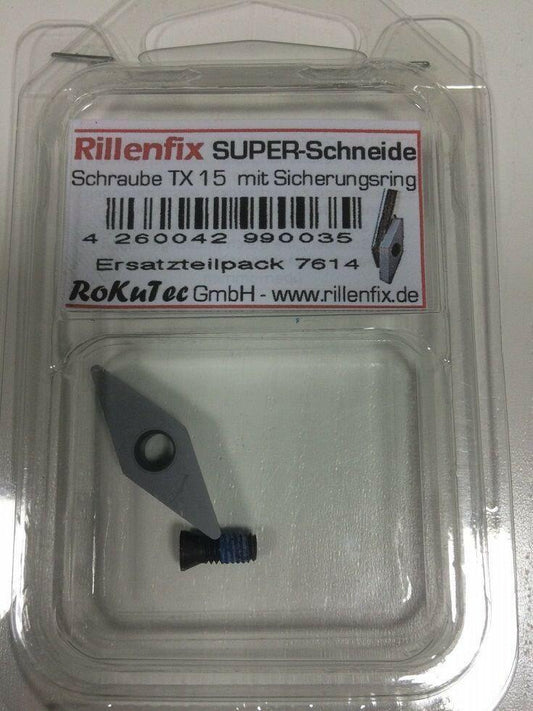 Rillenfix SUPER-Schneide
Schraube TX 15 mit Sicherungsring
4 260042 990035
Ersatzteilpack 7614
RoKuTec GmbH - www.rillenfix.de